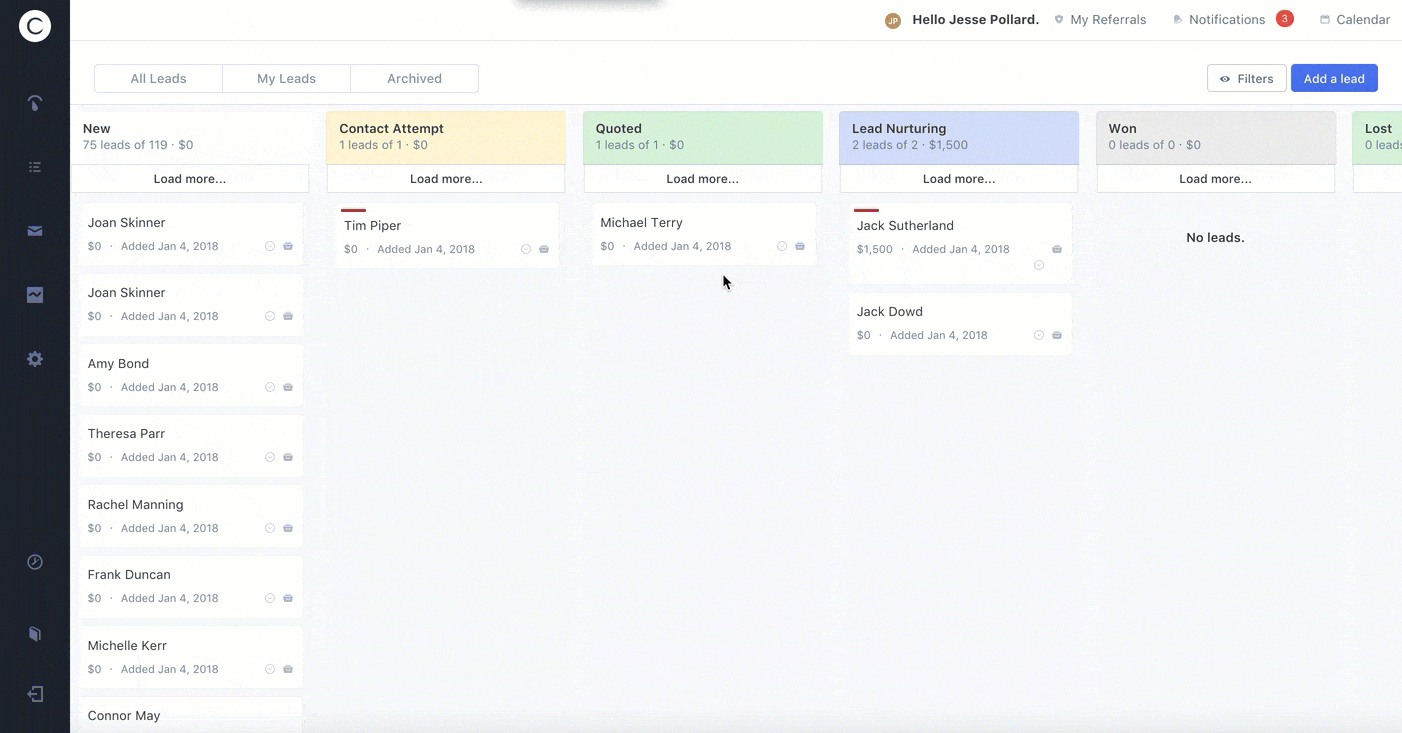 C
JP Hello Jesse Pollard. My Referrals Notifications 3 Calendar
All Leads My Leads Archived Filters Add a lead
New
75 leads of 119 · $0
Load more...
Joan Skinner
$0 · Added Jan 4, 2018
Joan Skinner
$0 · Added Jan 4, 2018
Amy Bond
$0 · Added Jan 4, 2018
Theresa Parr
$0 · Added Jan 4, 2018
Rachel Manning
$0 · Added Jan 4, 2018
Frank Duncan
$0 · Added Jan 4, 2018
Michelle Kerr
$0 · Added Jan 4, 2018
Connor May
Contact Attempt
1 leads of 1 · $0
Load more...
Tim Piper
$0 · Added Jan 4, 2018
Quoted
1 leads of 1 · $0
Load more...
Michael Terry
$0 · Added Jan 4, 2018
Lead Nurturing
2 leads of 2 · $1,500
Load more...
Jack Sutherland
$1,500 · Added Jan 4, 2018
Jack Dowd
$0 · Added Jan 4, 2018
Won
0 leads of 0 · $0
Load more...
No leads.
Lost
0 leads